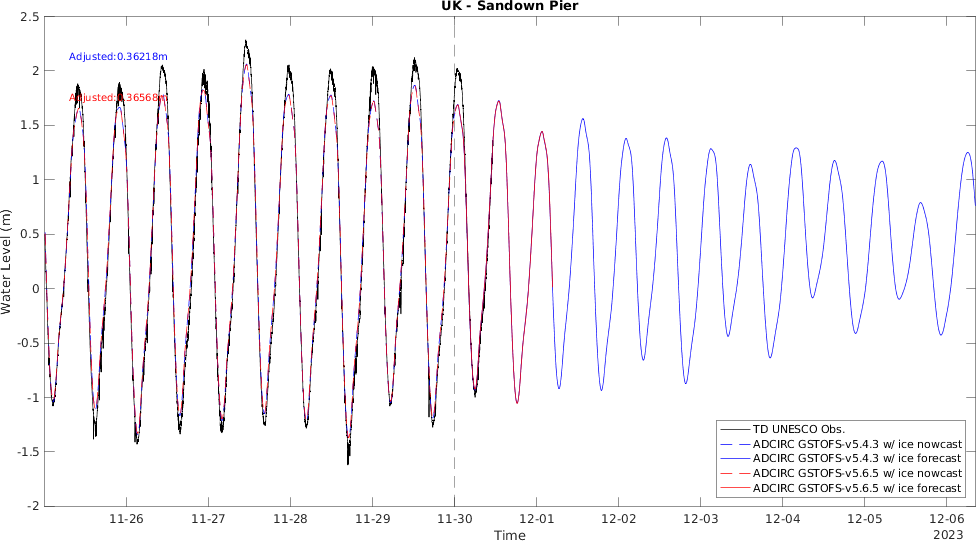 UK - Sandown Pier
2.5
2
1.5
1
0.5
0
-0.5
-1
-1.5
-2
Water Level (m)
Adjusted:0.36218m
Adjusted:0.36568m
TD UNESCO Obs.
ADCIRC GSTOFS-v5.4.3 w/ ice nowcast
ADCIRC GSTOFS-v5.4.3 w/ ice forecast
ADCIRC GSTOFS-v5.6.5 w/ ice nowcast
ADCIRC GSTOFS-v5.6.5 w/ ice forecast
11-26 11-27 11-28 11-29 11-30 12-01 12-02 12-03 12-04 12-05 12-06
2023
Time